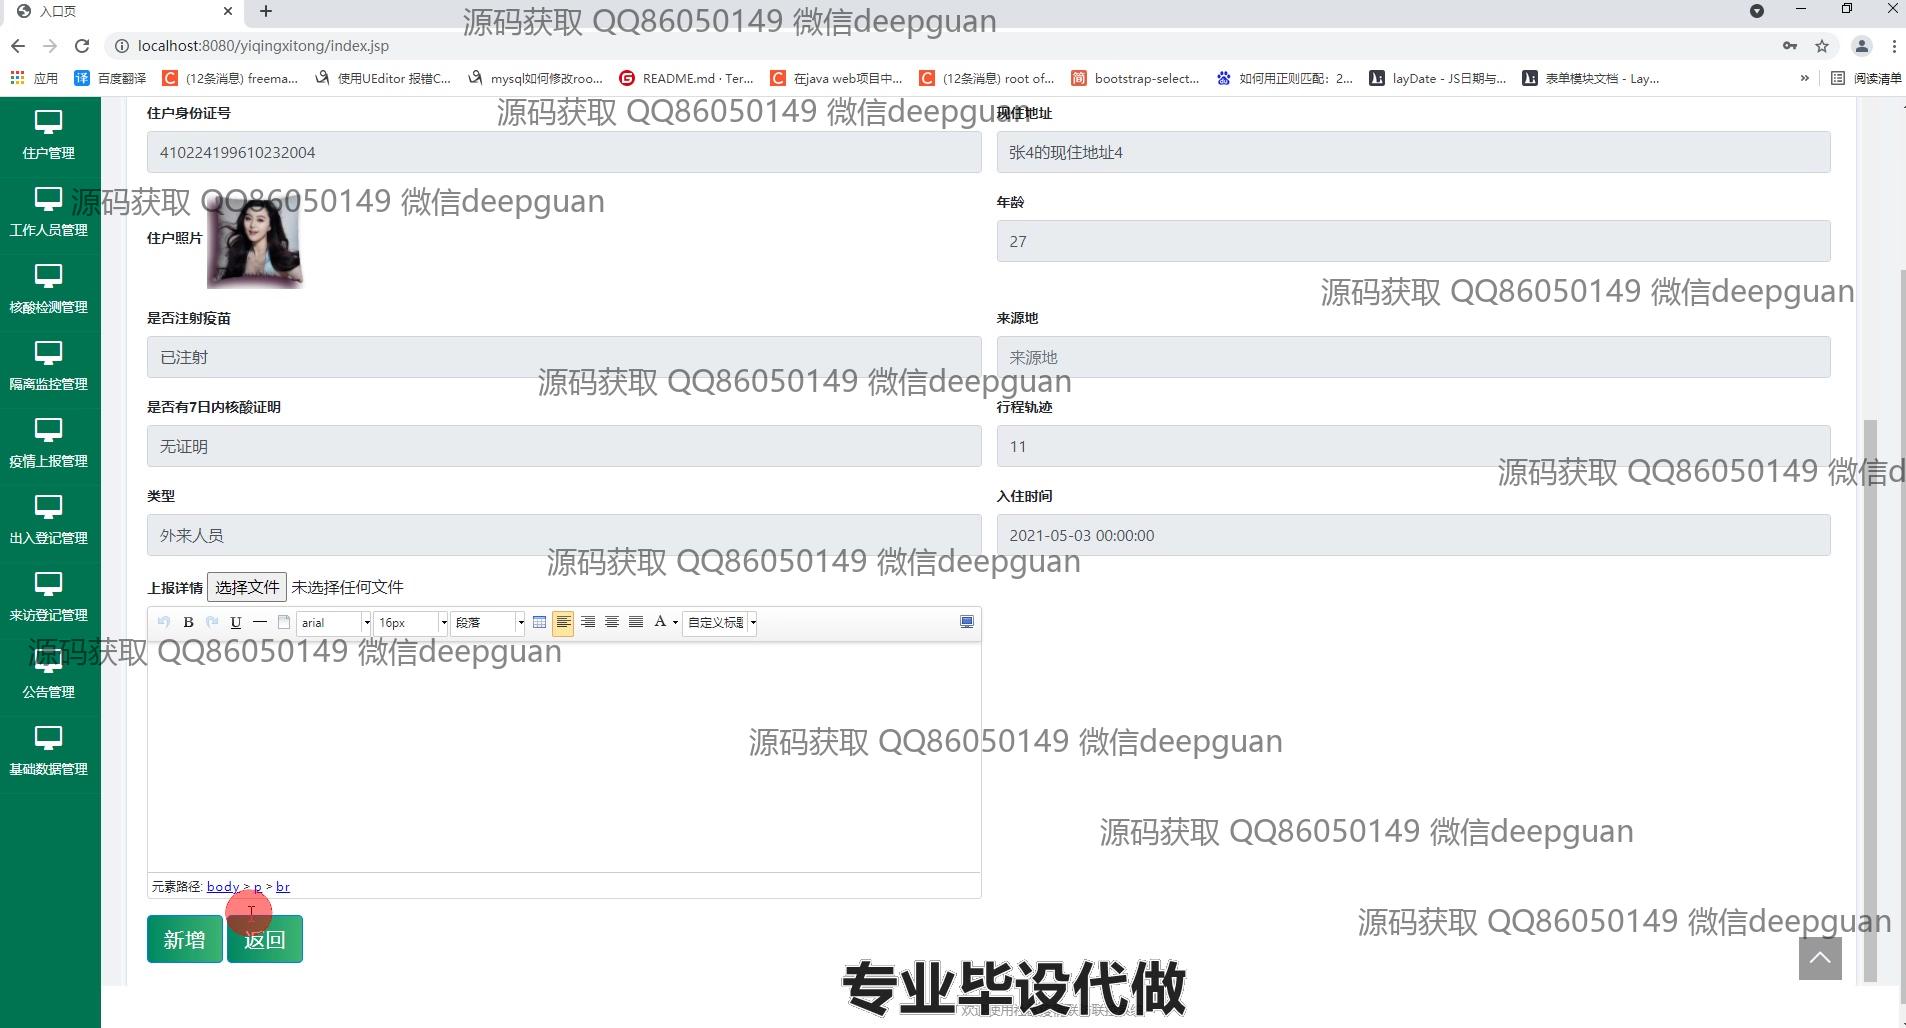 入口页
源码获取 QQ86050149 微信deepguan
localhost:8080/yiqingxitong/index.jsp
应用
百度翻译
(12条消息) freema...
使用UEditor 报错C...
mysql如何修改roo...
README.md · Ter...
在java web项目中...
(12条消息) root of...
bootstrap-select...
如何用正则匹配：2...
layDate - JS日期与...
表单模块文档 - Lay...
»
阅读清单
住户管理
工作人员管理
核酸检测管理
隔离监控管理
疫情上报管理
出入登记管理
来访登记管理
公告管理
基础数据管理
住户身份证号
源码获取 QQ86050149 微信deepguan
现住地址
410224199610232004
张4的现住地址4
源码获取 QQ86050149 微信deepguan
年龄
住户照片
27
源码获取 QQ86050149 微信deepguan
是否注射疫苗
来源地
已注射
来源地
源码获取 QQ86050149 微信deepguan
是否有7日内核酸证明
行程轨迹
无证明
11
源码获取 QQ86050149 微信d
类型
入住时间
外来人员
2021-05-03 00:00:00
源码获取 QQ86050149 微信deepguan
上报详情 选择文件 未选择任何文件
B U arial 16px 段落 A 自定义标题
源码获取 QQ86050149 微信deepguan
源码获取 QQ86050149 微信deepguan
源码获取 QQ86050149 微信deepguan
元素路径: body > p > br
源码获取 QQ86050149 微信deepguan
新增 返回
专业毕设代做